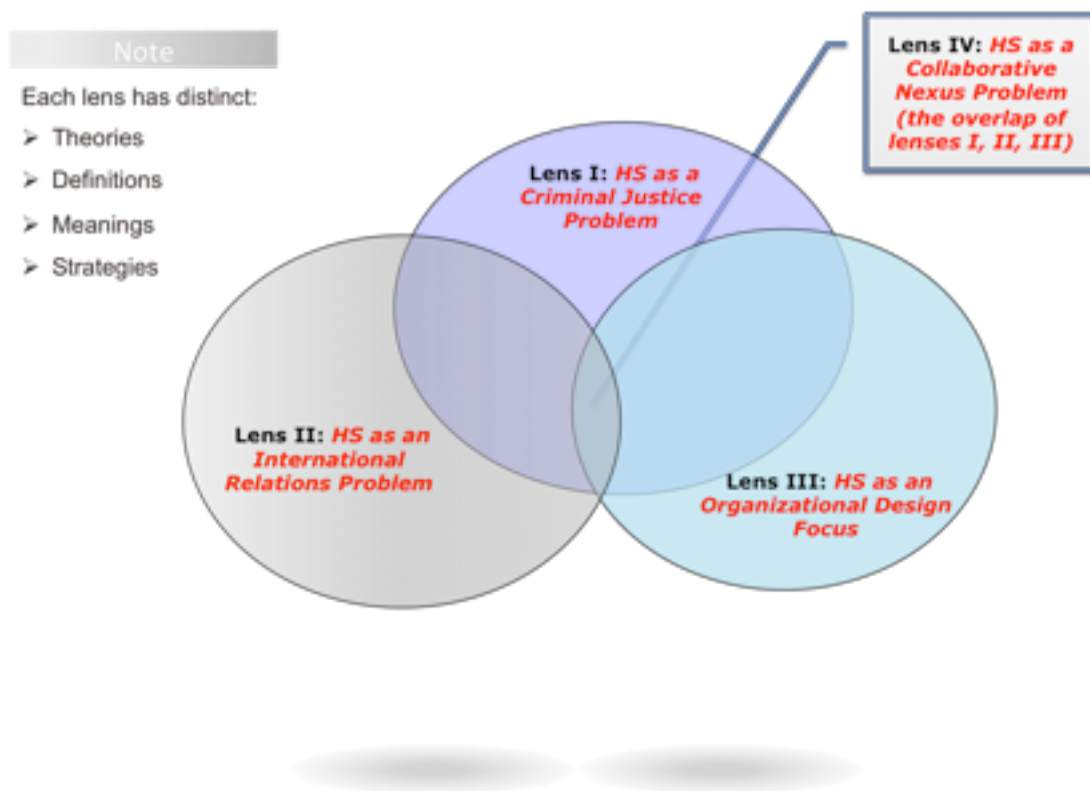 Note
Each lens has distinct:
➢ Theories
➢ Definitions
➢ Meanings
➢ Strategies
Lens IV: HS as a
Collaborative
Nexus Problem
(the overlap of
lenses I, II, III)
Lens I: HS as a
Criminal Justice
Problem
Lens II: HS as an
International
Relations Problem
Lens III: HS as an
Organizational Design
Focus